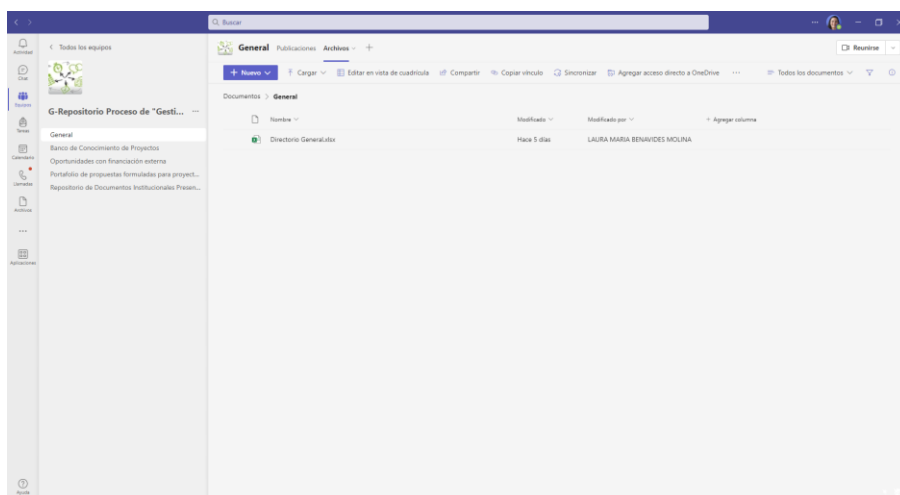 Buscar
Actividad
Chat
Equipos
Tareas
Calendario
Llamadas
Archivos
...
Aplicaciones
Ayuda
Todos los equipos
G-Repositorio Proceso de "Gesti... ...
General
Banco de Conocimiento de Proyectos
Oportunidades con financiación externa
Portafolio de propuestas formuladas para proyect...
Repositorio de Documentos Institucionales Presen...
General Publicaciones Archivos +
Reunirse
+ Nuevo Cargar Editar en vista de cuadrícula Compartir Copiar vínculo Sincronizar Agregar acceso directo a OneDrive ... Todos los documentos
Documentos > General
Nombre Modificado Modificado por + Agregar columna
Directorio General.xlsx Hace 5 días LAURA MARIA BENAVIDES MOLINA